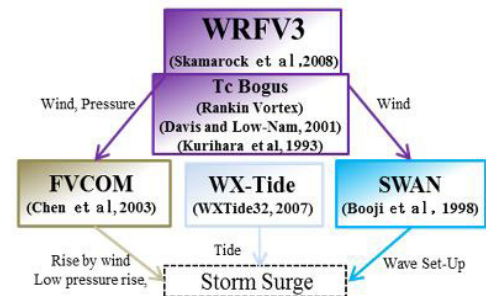 WRFV3
(Skamarock et al,2008)
Tc Bogus
(Rankin Vortex)
(Davis and Low-Nam, 2001)
(Kurihara et al, 1993)
Wind, Pressure
Wind
FVCOM
(Chen et al, 2003)
WX-Tide
(WXTide32, 2007)
SWAN
(Booji et al, 1998)
Rise by wind
Low pressure rise,
Tide
Wave Set-Up
Storm Surge